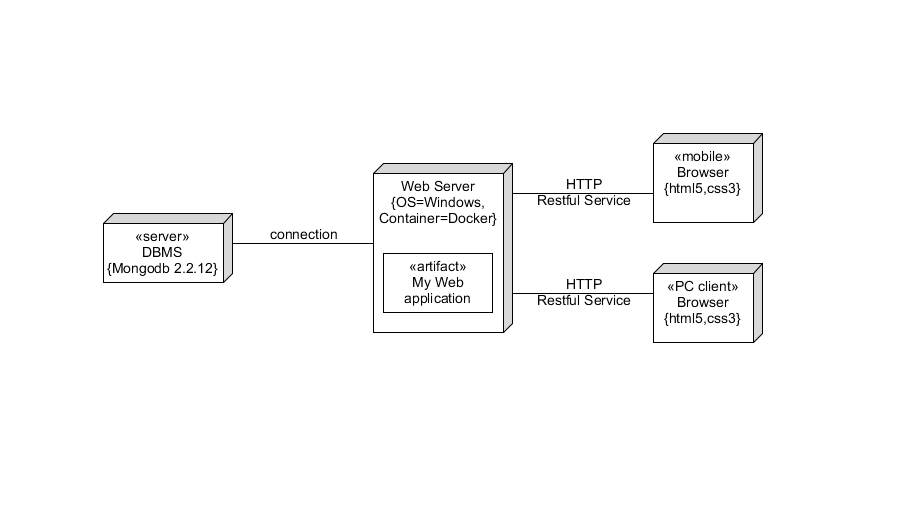 «server»
DBMS
{Mongodb 2.2.12}
connection
Web Server
{OS=Windows,
Container=Docker}
«artifact»
My Web
application
HTTP
Restful Service
«mobile»
Browser
{html5,css3}
HTTP
Restful Service
«PC client»
Browser
{html5,css3}